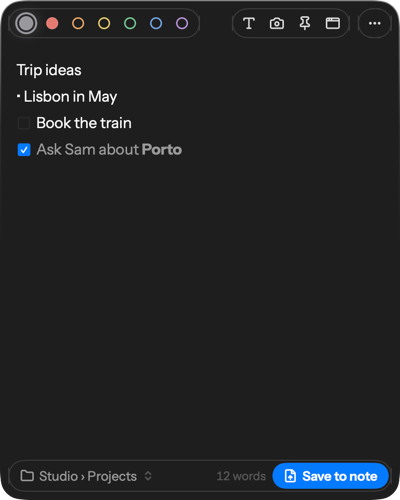 Trip ideas
• Lisbon in May
Book the train
Ask Sam about Porto
Studio › Projects
12 words
Save to note